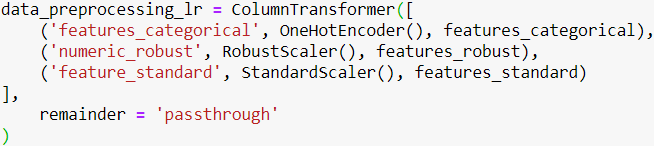 data_preprocessing_lr = ColumnTransformer([
    ('features_categorical', OneHotEncoder(), features_categorical),
    ('numeric_robust', RobustScaler(), features_robust),
    ('feature_standard', StandardScaler(), features_standard)
],
    remainder = 'passthrough'
)